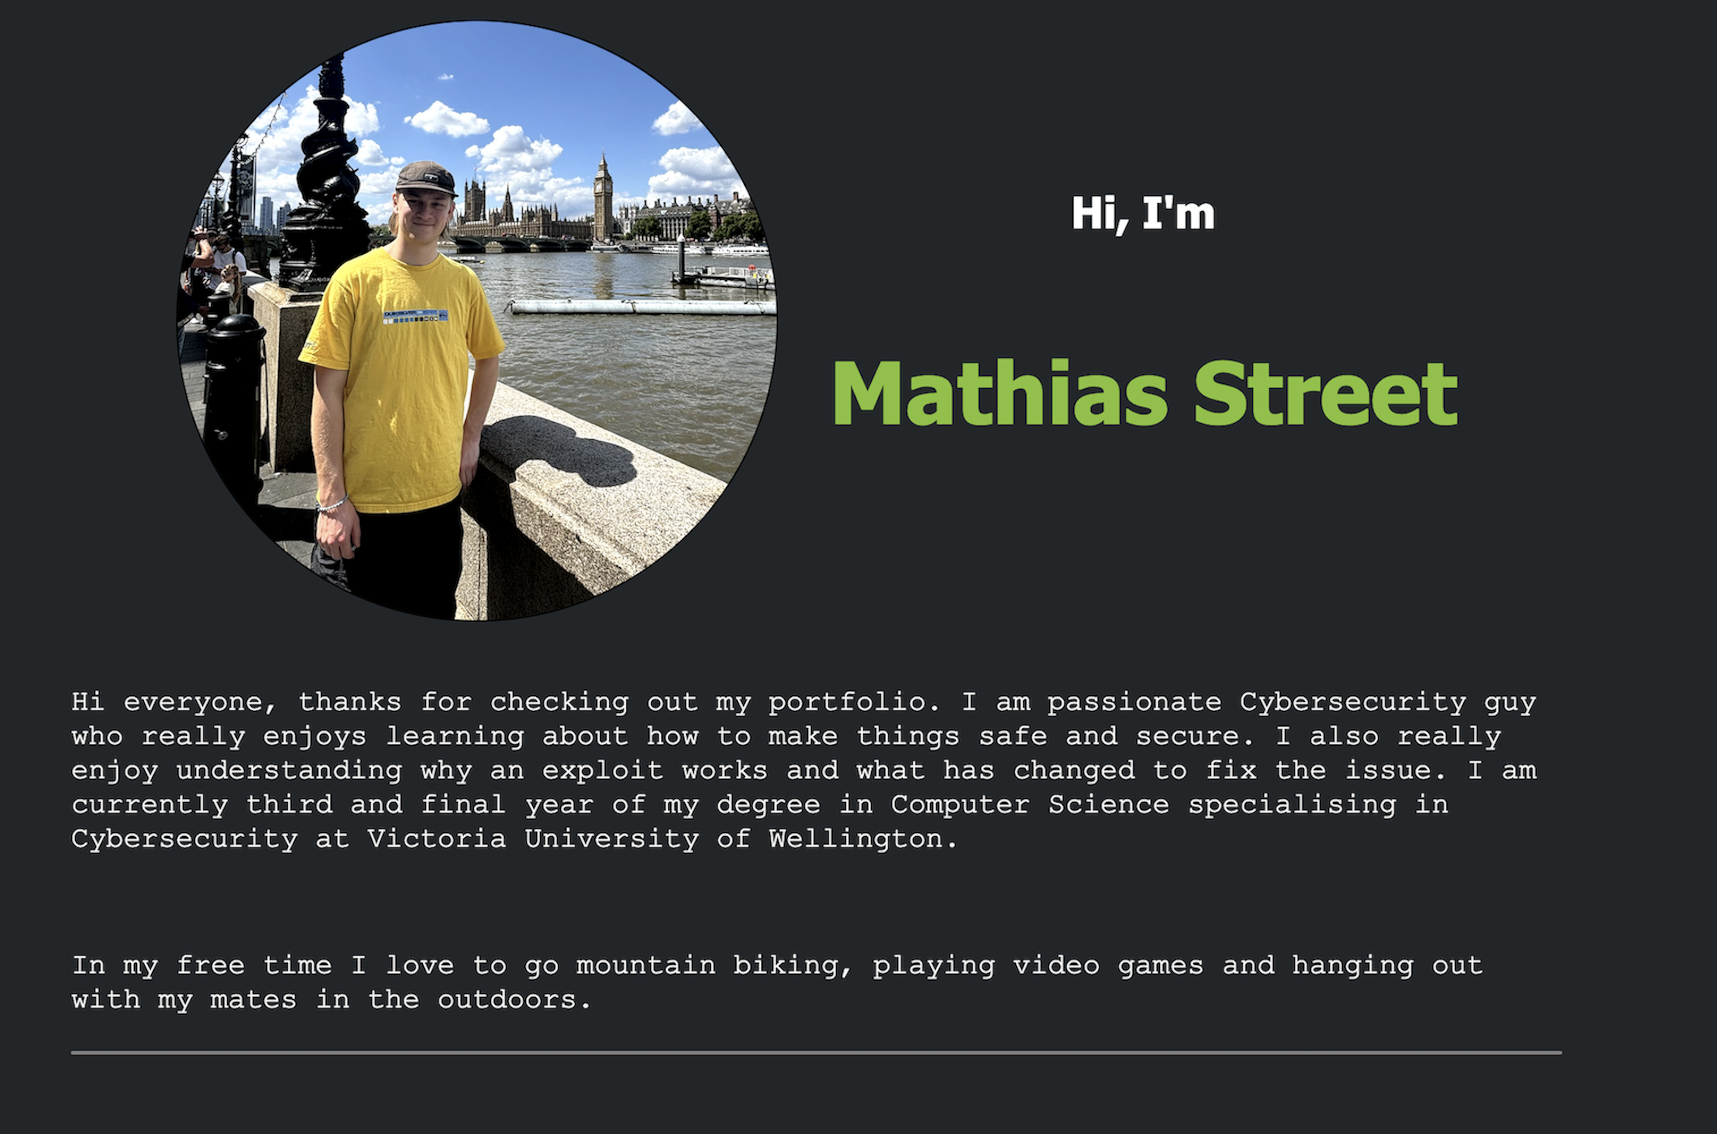 Hi, I'm
Mathias Street
QUIKSILVER
Hi everyone, thanks for checking out my portfolio. I am passionate Cybersecurity guy
who really enjoys learning about how to make things safe and secure. I also really
enjoy understanding why an exploit works and what has changed to fix the issue. I am
currently third and final year of my degree in Computer Science specialising in
Cybersecurity at Victoria University of Wellington.
In my free time I love to go mountain biking, playing video games and hanging out
with my mates in the outdoors.